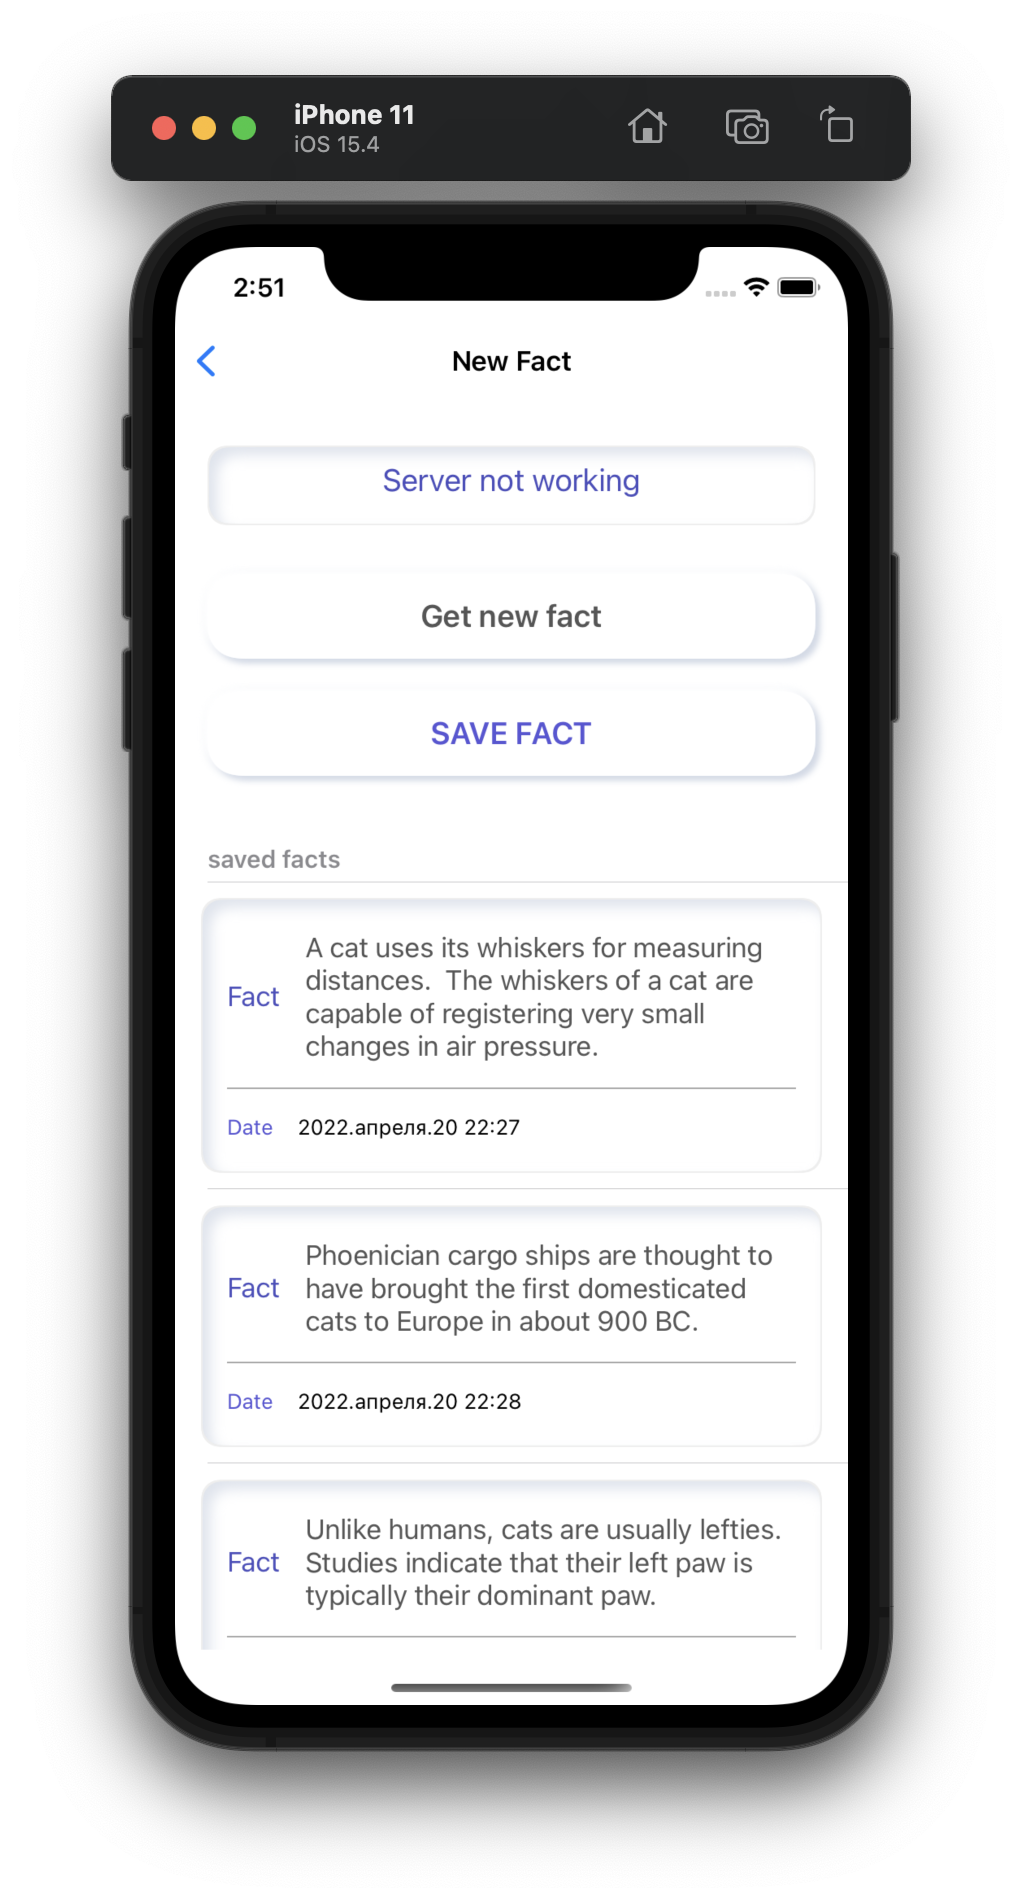 iPhone 11
iOS 15.4
2:51
New Fact
Server not working
Get new fact
SAVE FACT
saved facts
A cat uses its whiskers for measuring
distances.  The whiskers of a cat are
capable of registering very small
changes in air pressure.
Fact
Date 2022.апреля.20 22:27
Phoenician cargo ships are thought to
have brought the first domesticated
cats to Europe in about 900 BC.
Fact
Date 2022.апреля.20 22:28
Unlike humans, cats are usually lefties.
Studies indicate that their left paw is
typically their dominant paw.
Fact